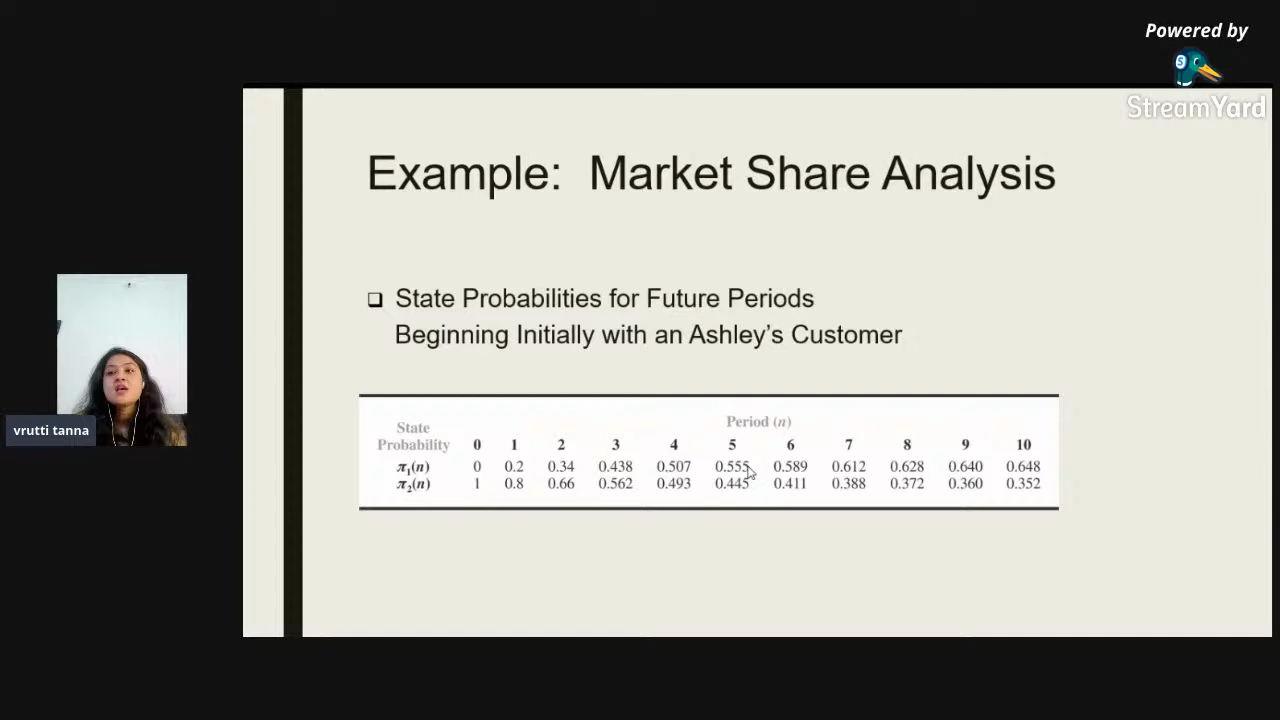 Powered by
StreamYard
Example: Market Share Analysis
❑ State Probabilities for Future Periods
Beginning Initially with an Ashley's Customer
Period (n)
State
Probability 0 1 2 3 4 5 6 7 8 9 10
π₁(n) 0 0.2 0.34 0.438 0.507 0.555 0.589 0.612 0.628 0.640 0.648
π₂(n) 1 0.8 0.66 0.562 0.493 0.445 0.411 0.388 0.372 0.360 0.352
vrutti tanna